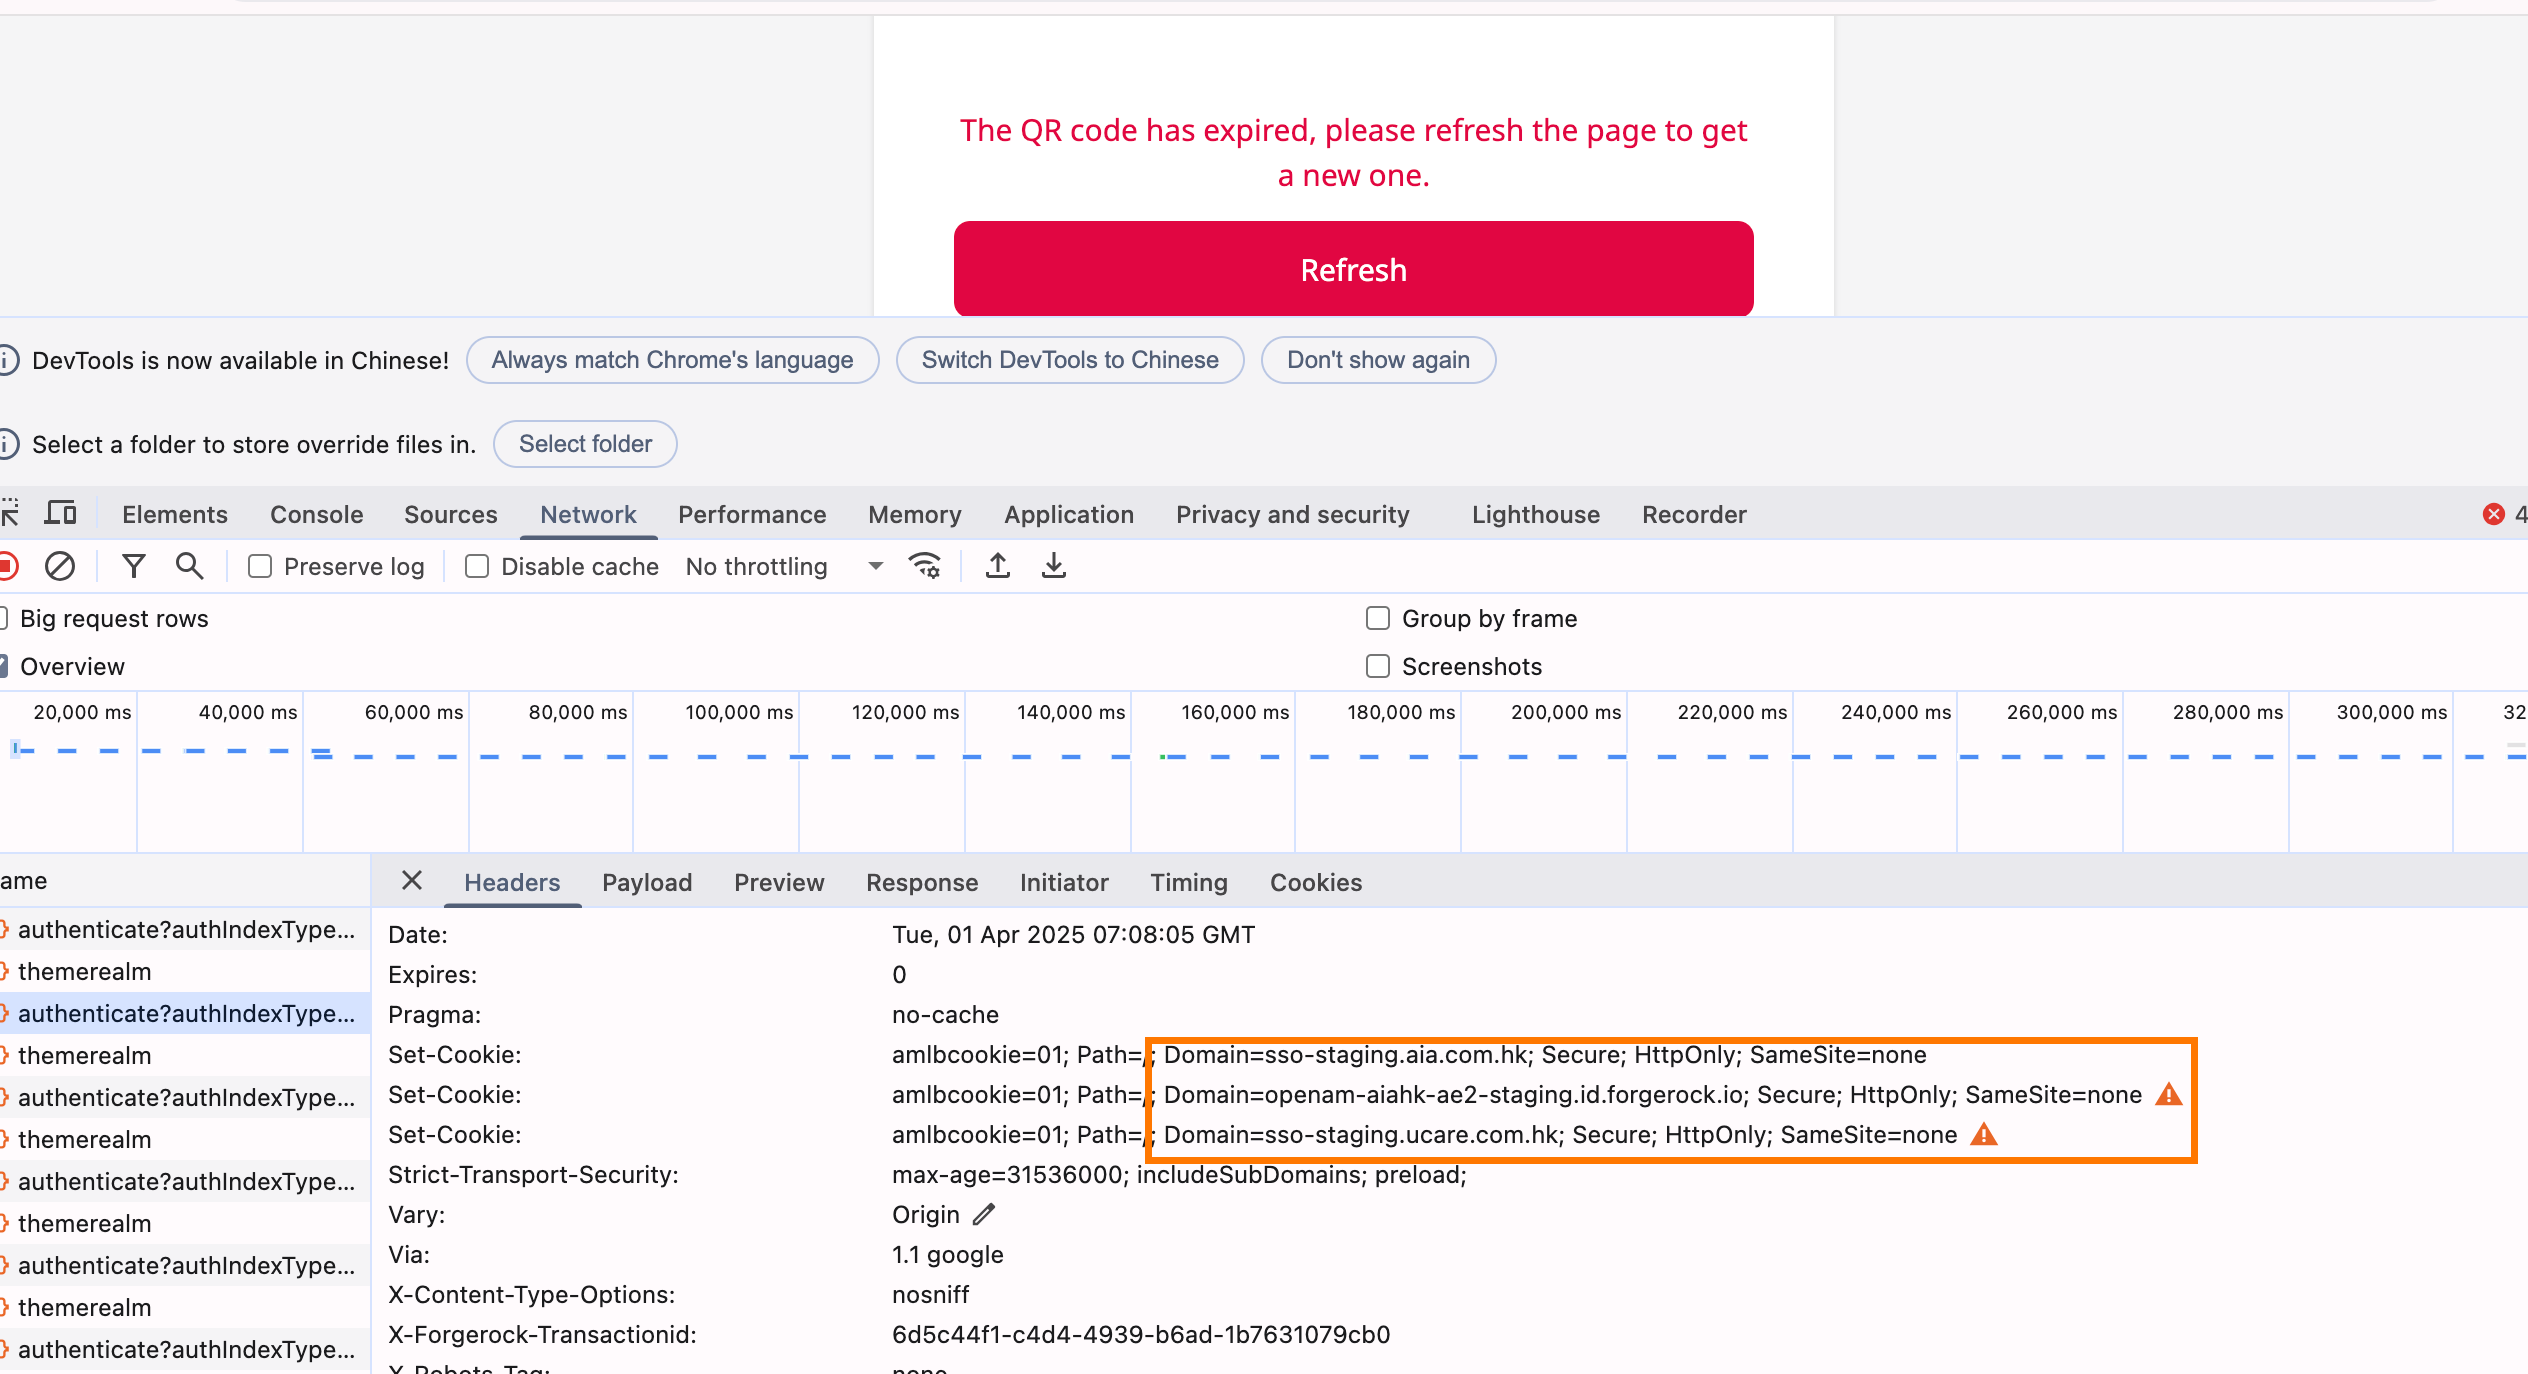 The QR code has expired, please refresh the page to get
a new one.
Refresh
DevTools is now available in Chinese! Always match Chrome's language Switch DevTools to Chinese Don't show again
Select a folder to store override files in. Select folder
Elements Console Sources Network Performance Memory Application Privacy and security Lighthouse Recorder 4
Preserve log Disable cache No throttling
Big request rows Group by frame
Overview Screenshots
20,000 ms 40,000 ms 60,000 ms 80,000 ms 100,000 ms 120,000 ms 140,000 ms 160,000 ms 180,000 ms 200,000 ms 220,000 ms 240,000 ms 260,000 ms 280,000 ms 300,000 ms 32
ame
Headers Payload Preview Response Initiator Timing Cookies
authenticate?authIndexType...
themerealm
authenticate?authIndexType...
themerealm
authenticate?authIndexType...
themerealm
authenticate?authIndexType...
themerealm
authenticate?authIndexType...
themerealm
authenticate?authIndexType...
Date: Tue, 01 Apr 2025 07:08:05 GMT
Expires: 0
Pragma: no-cache
Set-Cookie: amlbcookie=01; Path=/; Domain=sso-staging.aia.com.hk; Secure; HttpOnly; SameSite=none
Set-Cookie: amlbcookie=01; Path=/; Domain=openam-aiahk-ae2-staging.id.forgerock.io; Secure; HttpOnly; SameSite=none
Set-Cookie: amlbcookie=01; Path=/; Domain=sso-staging.ucare.com.hk; Secure; HttpOnly; SameSite=none
Strict-Transport-Security: max-age=31536000; includeSubDomains; preload;
Vary: Origin
Via: 1.1 google
X-Content-Type-Options: nosniff
X-Forgerock-Transactionid: 6d5c44f1-c4d4-4939-b6ad-1b7631079cb0
X-Robots-Tag: none